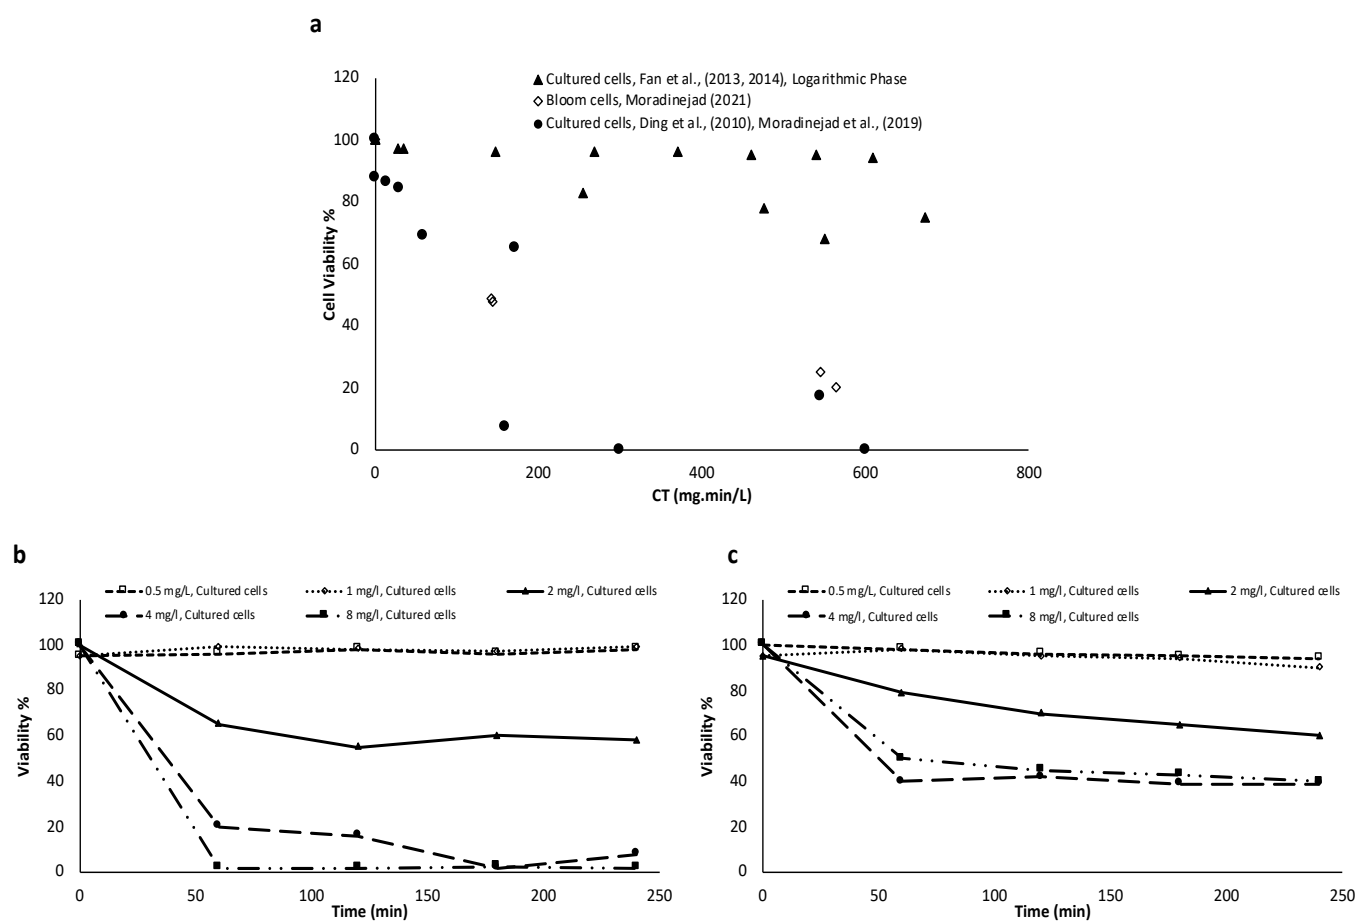 a
120
100
80
60
40
20
0
Cell Viability %
▲ Cultured cells, Fan et al., (2013, 2014), Logarithmic Phase
◇ Bloom cells, Moradinejad (2021)
● Cultured cells, Ding et al., (2010), Moradinejad et al., (2019)
0 200 400 600 800
CT (mg.min/L)
b
0.5 mg/L, Cultured cells 1 mg/l, Cultured cells 2 mg/l, Cultured cells
4 mg/l, Cultured cells 8 mg/l, Cultured cells
120
100
80
60
40
20
0
Viability %
0 50 100 150 200 250
Time (min)
c
0.5 mg/L, Cultured cells 1 mg/l, Cultured cells 2 mg/l, Cultured cells
4 mg/l, Cultured cells 8 mg/l, Cultured cells
120
100
80
60
40
20
0
Viability %
0 50 100 150 200 250
Time (min)